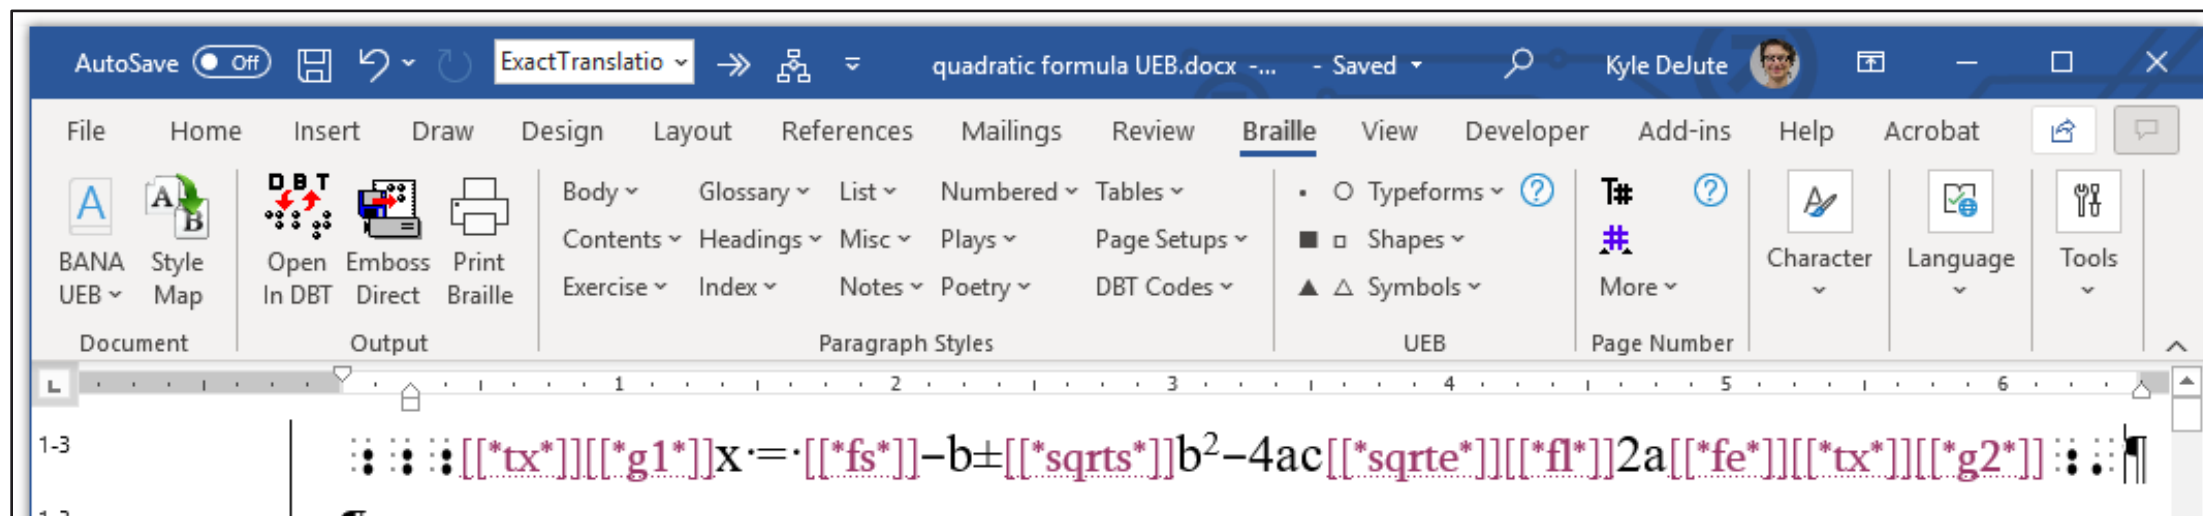 AutoSave Off ExactTranslatio quadratic formula UEB.docx -... - Saved Kyle DeJute
File Home Insert Draw Design Layout References Mailings Review Braille View Developer Add-ins Help Acrobat
Body Glossary List Numbered Tables Typeforms
Contents Headings Misc Plays Page Setups Shapes
BANA UEB Style Map Open In DBT Emboss Direct Print Braille Character Language Tools
Exercise Index Notes Poetry DBT Codes Symbols More
Document Output Paragraph Styles UEB Page Number
1 2 3 4 5 6
1-3 ⠰⠰⠰[[*tx*]][[*g1*]]x·=·[[*fs*]]–b±[[*sqrts*]]b²–4ac[[*sqrte*]][[*fl*]]2a[[*fe*]][[*tx*]][[*g2*]]⠰⠄¶